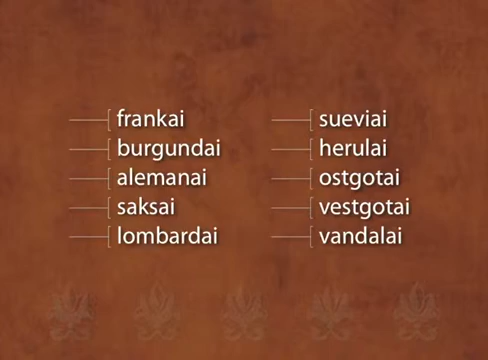 frankai
burgundai
alemanai
saksai
lombardai
sueviai
herulai
ostgotai
vestgotai
vandalai